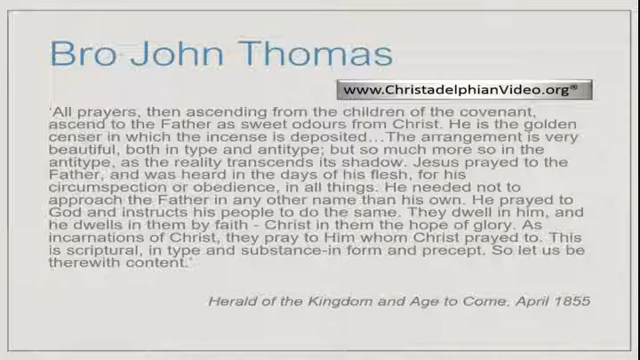 Bro John Thomas
www.ChristadelphianVideo.org®
'All prayers, then ascending from the children of the covenant,
ascend to the Father as sweet odours from Christ. He is the golden
censer in which the incense is deposited…The arrangement is very
beautiful, both in type and antitype; but so much more so in the
antitype, as the reality transcends its shadow. Jesus prayed to the
Father, and was heard in the days of his flesh, for his
circumspection or obedience, in all things. He needed not to
approach the Father in any other name than his own. He prayed to
God and instructs his people to do the same. They dwell in him, and
he dwells in them by faith - Christ in them the hope of glory. As
incarnations of Christ, they pray to Him whom Christ prayed to. This
is scriptural, in type and substance-in form and precept. So let us be
therewith content.'
Herald of the Kingdom and Age to Come, April 1855